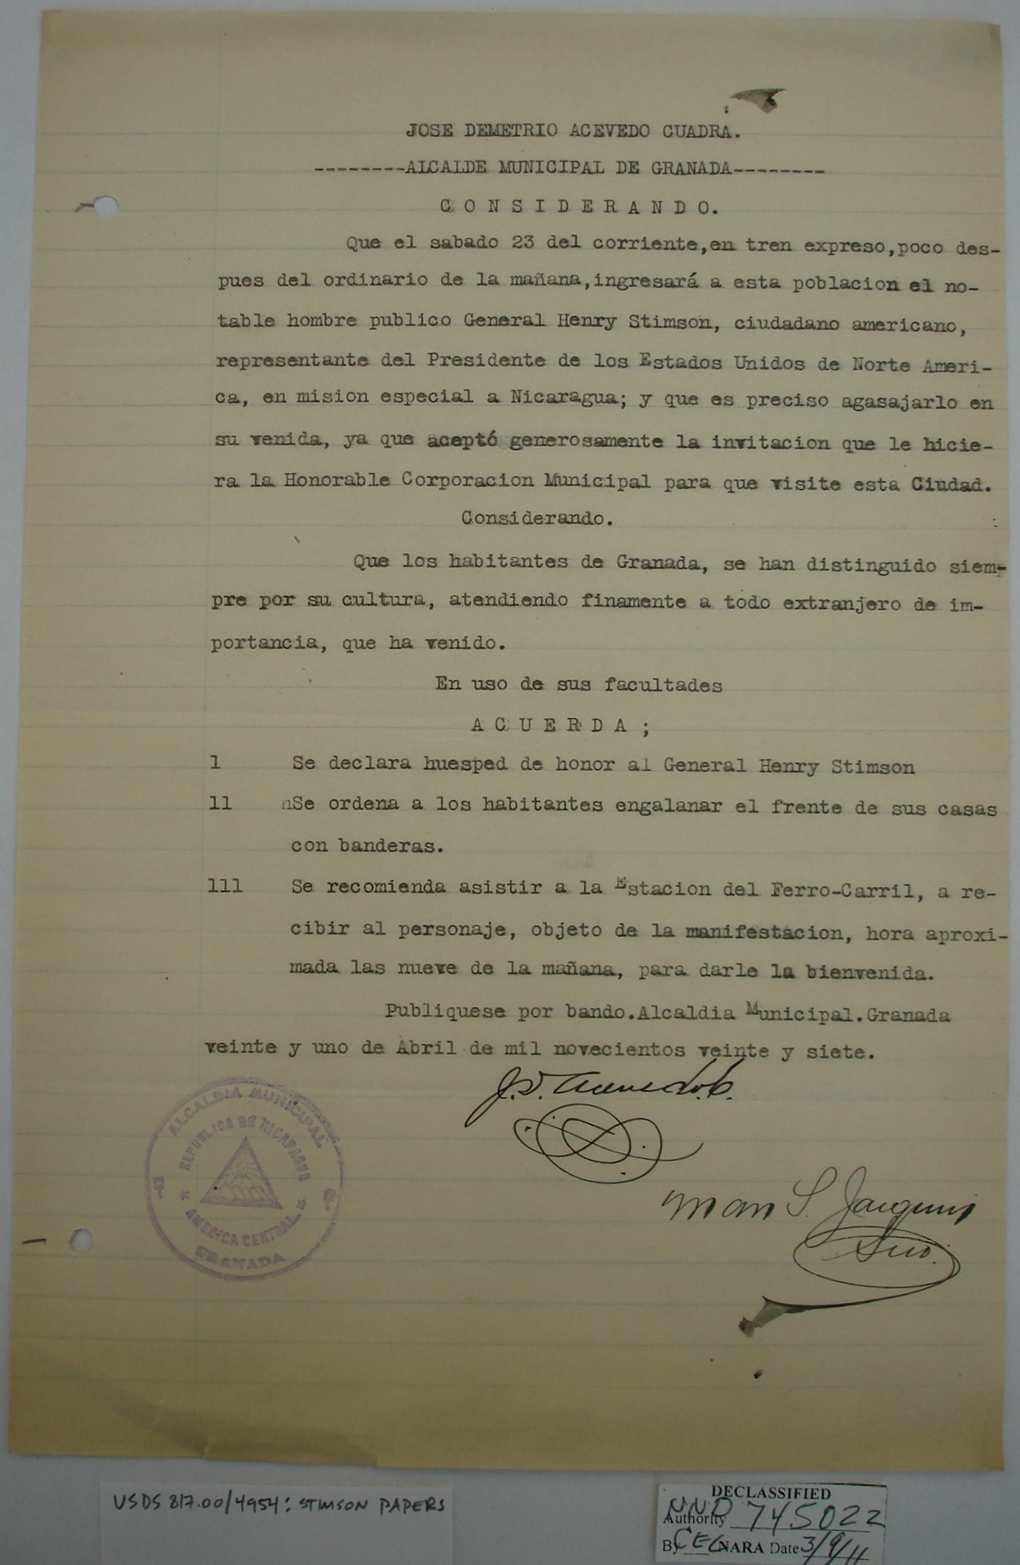 JOSE DEMETRIO ACEVEDO CUADRA.
--------ALCALDE MUNICIPAL DE GRANADA--------
C O N S I D E R A N D O.
Que el sabado 23 del corriente,en tren expreso,poco des-
pues del ordinario de la mañana,ingresará a esta poblacion el no-
table hombre publico General Henry Stimson, ciudadano americano,
representante del Presidente de los Estados Unidos de Norte Ameri-
ca, en mision especial a Nicaragua; y que es preciso agasajarlo en
su venida, ya que aceptó generosamente la invitacion que le hicie-
ra la Honorable Corporacion Municipal para que visite esta Ciudad.
Considerando.
Que los habitantes de Granada, se han distinguido siem-
pre por su cultura, atendiendo finamente a todo extranjero de im-
portancia, que ha venido.
En uso de sus facultades
A C U E R D A ;
l Se declara huesped de honor al General Henry Stimson
ll nSe ordena a los habitantes engalanar el frente de sus casas
con banderas.
lll Se recomienda asistir a la Estacion del Ferro-Carril, a re-
cibir al personaje, objeto de la manifestacion, hora aproxi-
mada las nueve de la mañana, para darle la bienvenida.
Publiquese por bando.Alcaldia Municipal.Granada
veinte y uno de Abril de mil novecientos veinte y siete.
J.D. Acevedo C.
ALCALDIA MUNICIPAL
REPUBLICA DE NICARAGUA
AMERICA CENTRAL
GRANADA
S.
Srio.
USDS 817.00/4954: STIMSON PAPERS
DECLASSIFIED
Authority NND 745022
By CEG NARA Date 3/9/11